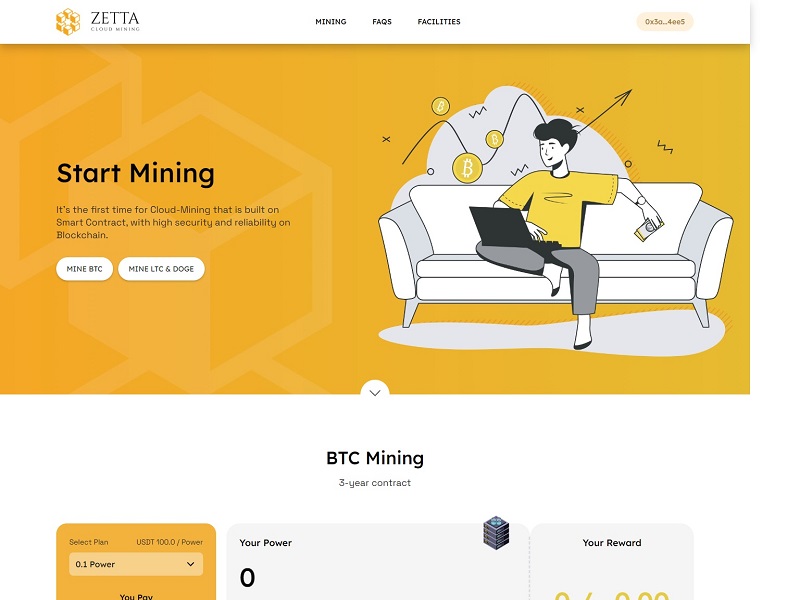 ZETTA
CLOUD MINING
MINING
FAQS
FACILITIES
0x3a...4ee5
Start Mining
It's the first time for Cloud-Mining that is built on
Smart Contract, with high security and reliability on
Blockchain.
MINE BTC
MINE LTC & DOGE
BTC Mining
3-year contract
Select Plan
USDT 100.0 / Power
0.1 Power
You Pay
Your Power
0
Your Reward